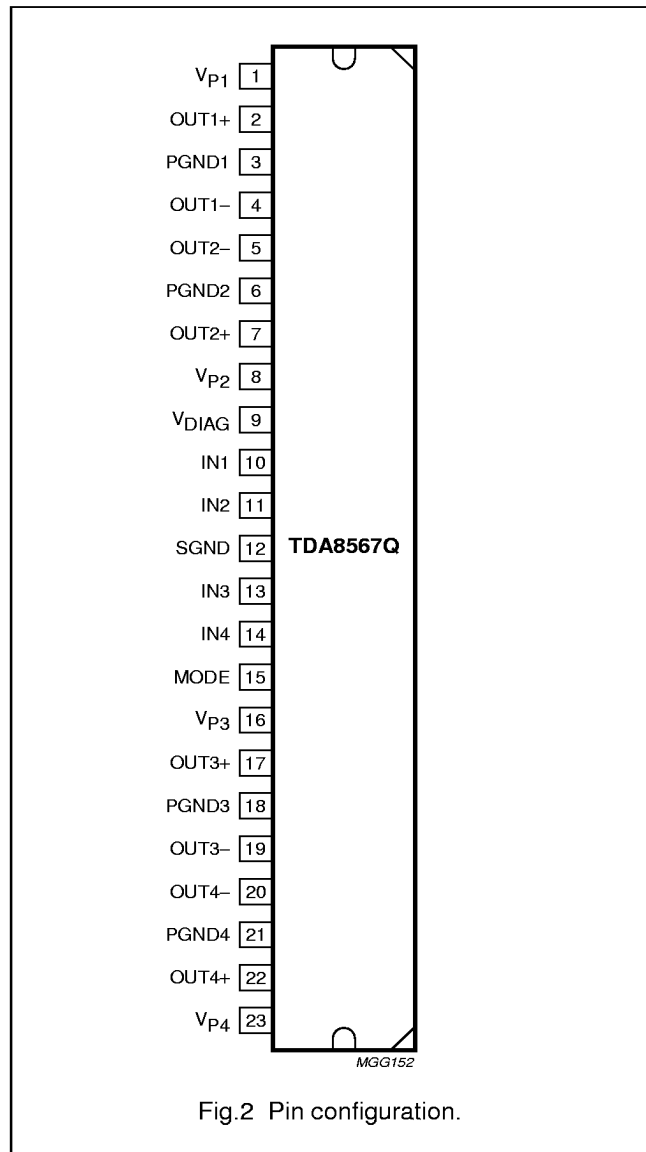 VP1 1
OUT1+ 2
PGND1 3
OUT1− 4
OUT2− 5
PGND2 6
OUT2+ 7
VP2 8
VDIAG 9
IN1 10
IN2 11
SGND 12 TDA8567Q
IN3 13
IN4 14
MODE 15
VP3 16
OUT3+ 17
PGND3 18
OUT3− 19
OUT4− 20
PGND4 21
OUT4+ 22
VP4 23
MGG152
Fig.2 Pin configuration.